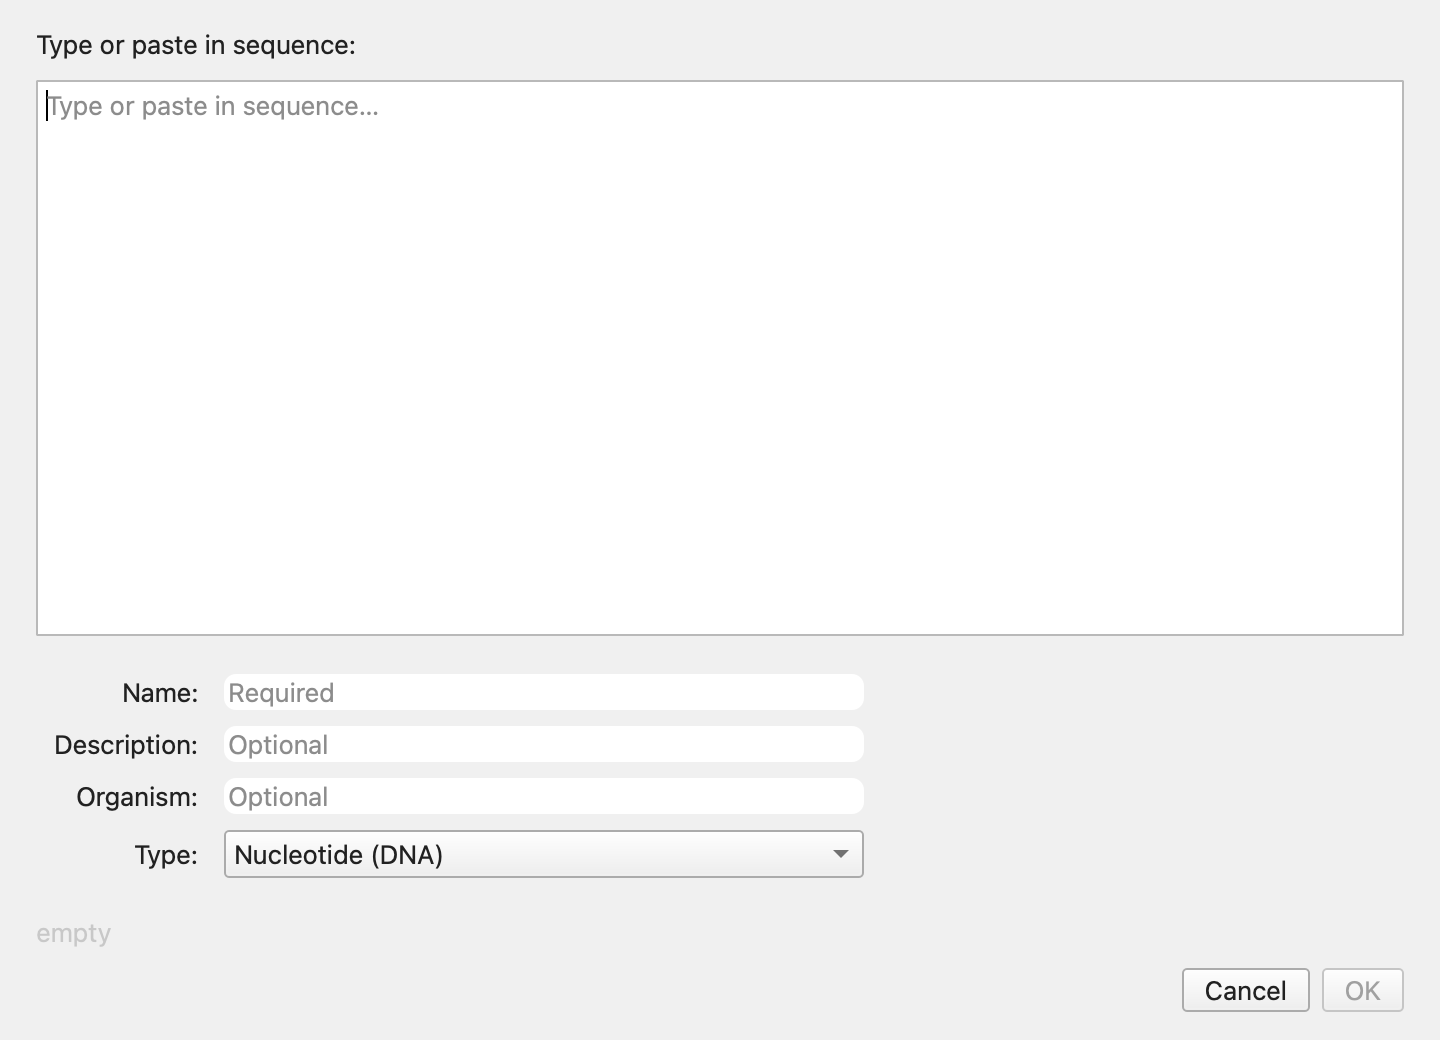 Type or paste in sequence:
Type or paste in sequence...
Name: Required
Description: Optional
Organism: Optional
Type: Nucleotide (DNA)
empty
Cancel OK